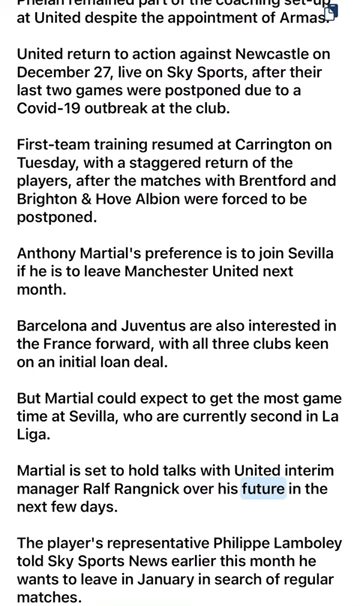 Phelan remained part of the coaching set-up
at United despite the appointment of Armas.
United return to action against Newcastle on
December 27, live on Sky Sports, after their
last two games were postponed due to a
Covid-19 outbreak at the club.
First-team training resumed at Carrington on
Tuesday, with a staggered return of the
players, after the matches with Brentford and
Brighton & Hove Albion were forced to be
postponed.
Anthony Martial's preference is to join Sevilla
if he is to leave Manchester United next
month.
Barcelona and Juventus are also interested in
the France forward, with all three clubs keen
on an initial loan deal.
But Martial could expect to get the most game
time at Sevilla, who are currently second in La
Liga.
Martial is set to hold talks with United interim
manager Ralf Rangnick over his future in the
next few days.
The player's representative Philippe Lamboley
told Sky Sports News earlier this month he
wants to leave in January in search of regular
matches.